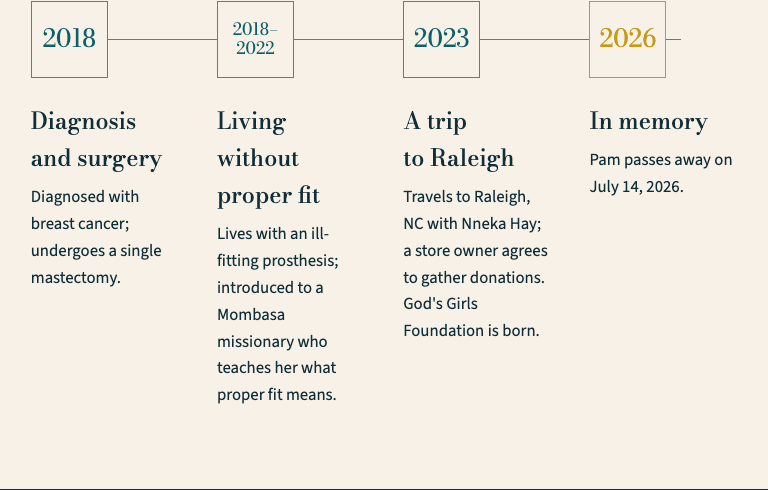 2018
Diagnosis
and surgery
Diagnosed with
breast cancer;
undergoes a single
mastectomy.
2018–
2022
Living
without
proper fit
Lives with an ill-
fitting prosthesis;
introduced to a
Mombasa
missionary who
teaches her what
proper fit means.
2023
A trip
to Raleigh
Travels to Raleigh,
NC with Nneka Hay;
a store owner agrees
to gather donations.
God's Girls
Foundation is born.
2026
In memory
Pam passes away on
July 14, 2026.